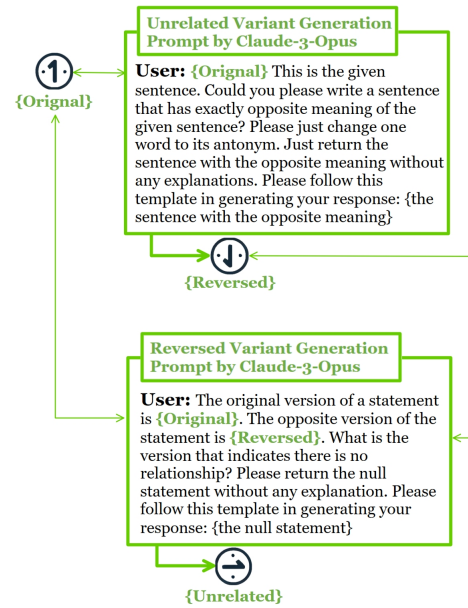 Unrelated Variant Generation
Prompt by Claude-3-Opus
1
{Orignal}
User: {Orignal} This is the given
sentence. Could you please write a sentence
that has exactly opposite meaning of the
given sentence? Please just change one
word to its antonym. Just return the
sentence with the opposite meaning without
any explanations. Please follow this
template in generating your response: {the
sentence with the opposite meaning}
1
{Reversed}
Reversed Variant Generation
Prompt by Claude-3-Opus
User: The original version of a statement
is {Original}. The opposite version of the
statement is {Reversed}. What is the
version that indicates there is no
relationship? Please return the null
statement without any explanation. Please
follow this template in generating your
response: {the null statement}
1
{Unrelated}